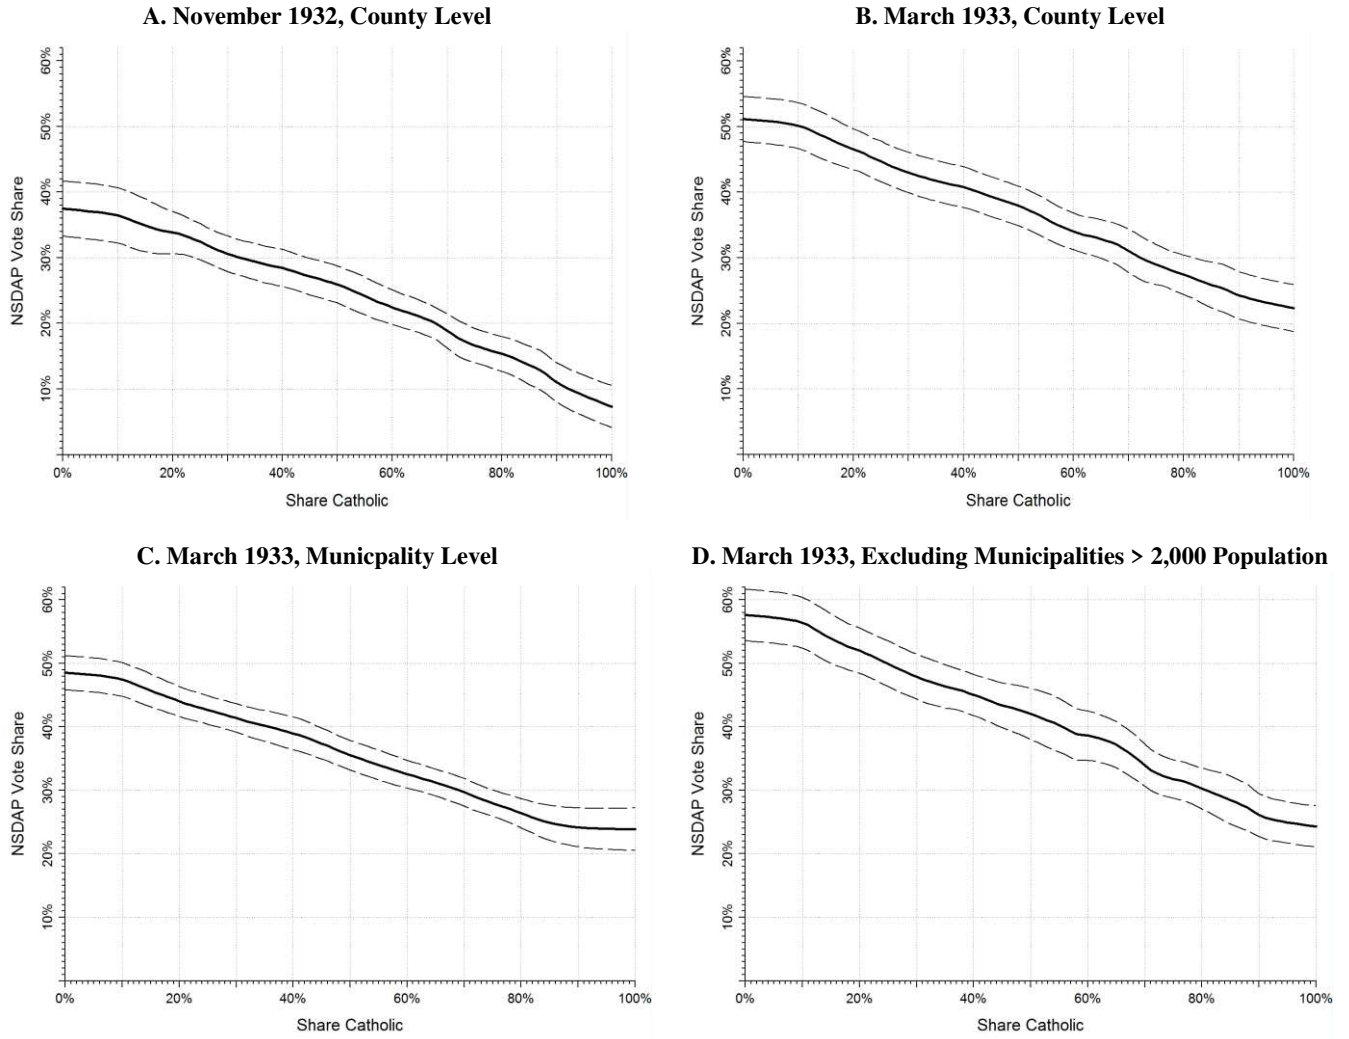 A. November 1932, County Level
NSDAP Vote Share
60%
50%
40%
30%
20%
10%
0% 20% 40% 60% 80% 100%
Share Catholic
B. March 1933, County Level
NSDAP Vote Share
60%
50%
40%
30%
20%
10%
0% 20% 40% 60% 80% 100%
Share Catholic
C. March 1933, Municpality Level
NSDAP Vote Share
60%
50%
40%
30%
20%
10%
0% 20% 40% 60% 80% 100%
Share Catholic
D. March 1933, Excluding Municipalities > 2,000 Population
NSDAP Vote Share
60%
50%
40%
30%
20%
10%
0% 20% 40% 60% 80% 100%
Share Catholic